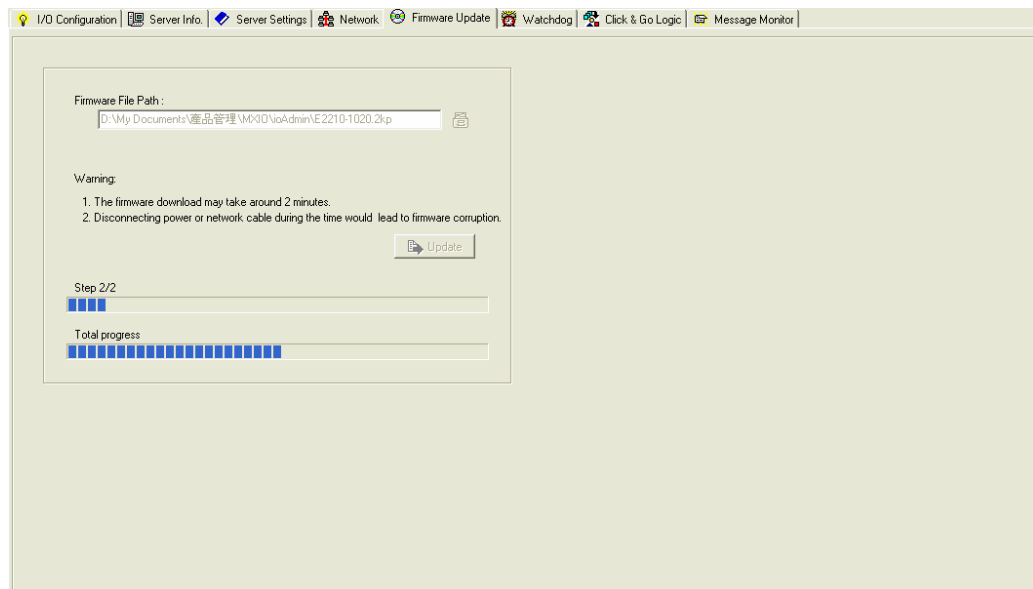 I/O Configuration Server Info. Server Settings Network Firmware Update Watchdog Click & Go Logic Message Monitor
Firmware File Path :
D:\My Documents\產品管理\MXIO\ioAdmin\E2210-1020.2kp
Warning:
1. The firmware download may take around 2 minutes.
2. Disconnecting power or network cable during the time would lead to firmware corruption.
Update
Step 2/2
Total progress